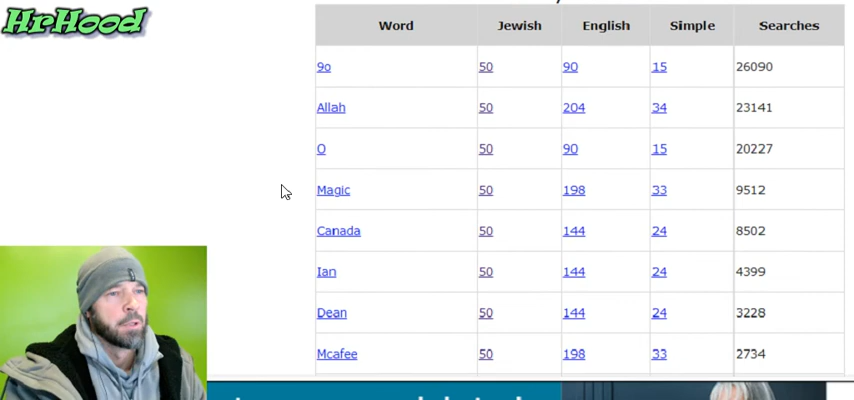 HrHood
Word Jewish English Simple Searches
9o 50 90 15 26090
Allah 50 204 34 23141
O 50 90 15 20227
Magic 50 198 33 9512
Canada 50 144 24 8502
Ian 50 144 24 4399
Dean 50 144 24 3228
Mcafee 50 198 33 2734